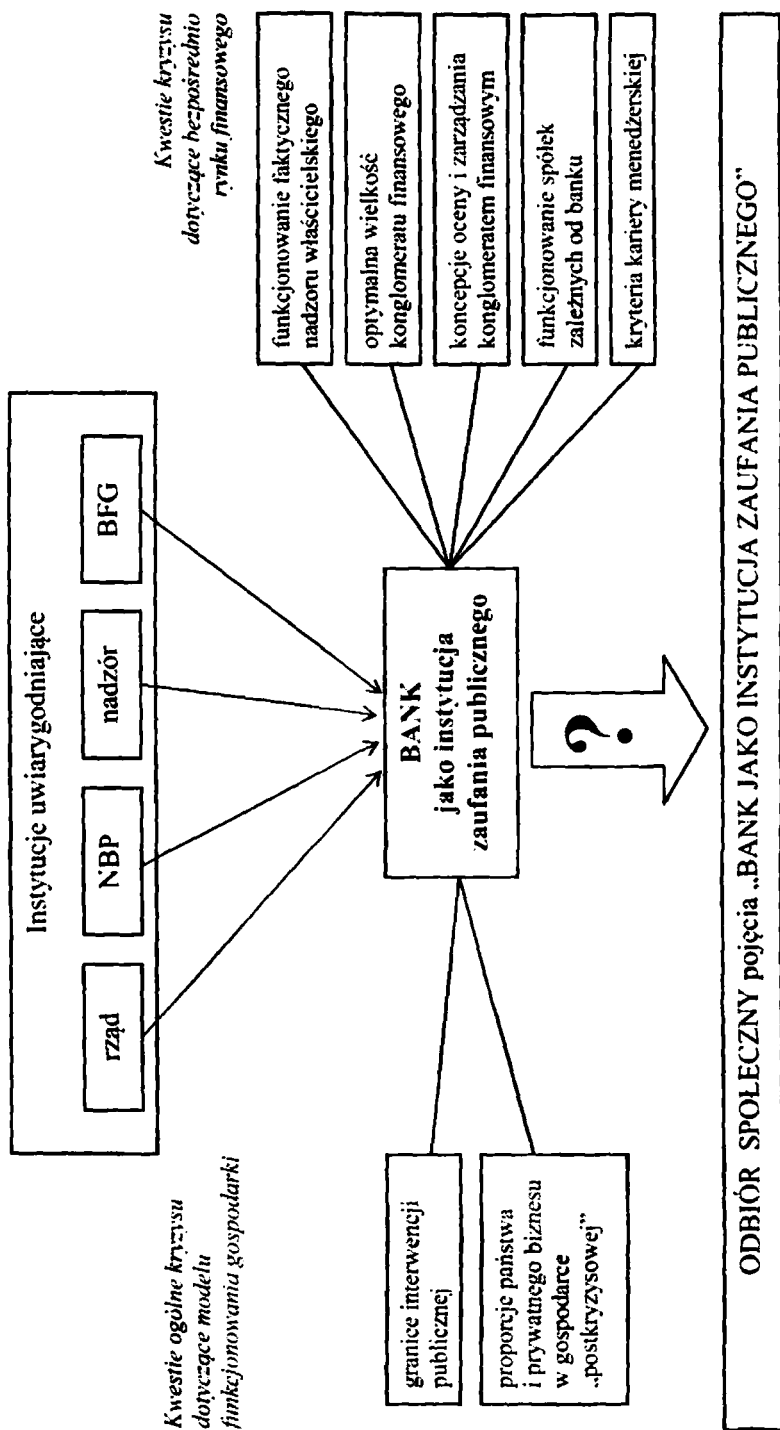 Instytucje uwiarygodniające
rząd
NBP
nadzór
BFG
Kwestie ogólne kryzysu
dotyczące modelu
funkcjonowania gospodarki
Kwestie kryzysu
dotyczące bezpośrednio
rynku finansowego
granice interwencji
publicznej
proporcje państwa
i prywatnego biznesu
w gospodarce
„postkryzysowej”
BANK
jako instytucja
zaufania publicznego
funkcjonowanie faktycznego
nadzoru właścicielskiego
optymalna wielkość
konglomeratu finansowego
koncepcje oceny i zarządzania
konglomeratem finansowym
funkcjonowanie spółek
zależnych od banku
kryteria kariery menedżerskiej
?
ODBIÓR SPOŁECZNY pojęcia „BANK JAKO INSTYTUCJA ZAUFANIA PUBLICZNEGO”